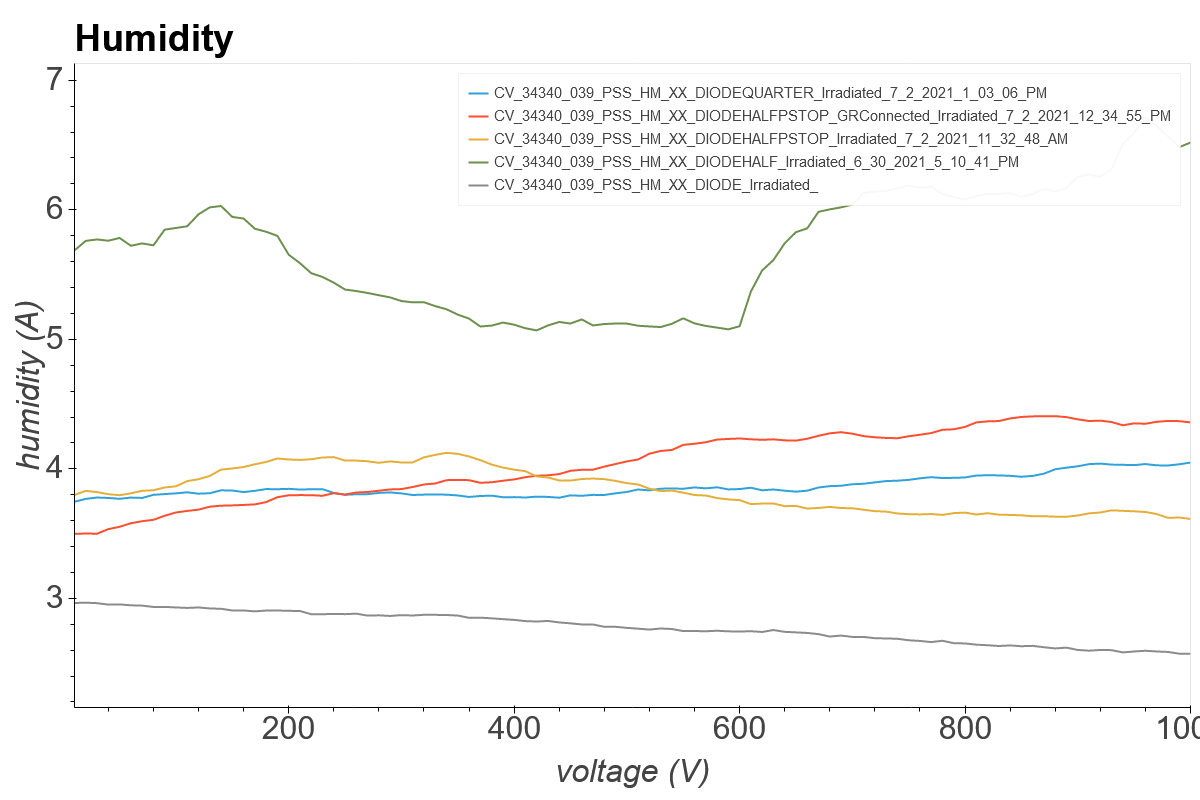 Humidity
CV_34340_039_PSS_HM_XX_DIODEQUARTER_Irradiated_7_2_2021_1_03_06_PM
CV_34340_039_PSS_HM_XX_DIODEHALFPSTOP_GRConnected_Irradiated_7_2_2021_12_34_55_PM
CV_34340_039_PSS_HM_XX_DIODEHALFPSTOP_Irradiated_7_2_2021_11_32_48_AM
CV_34340_039_PSS_HM_XX_DIODEHALF_Irradiated_6_30_2021_5_10_41_PM
CV_34340_039_PSS_HM_XX_DIODE_Irradiated_
7
6
5
4
3
humidity (A)
200 400 600 800 100
voltage (V)